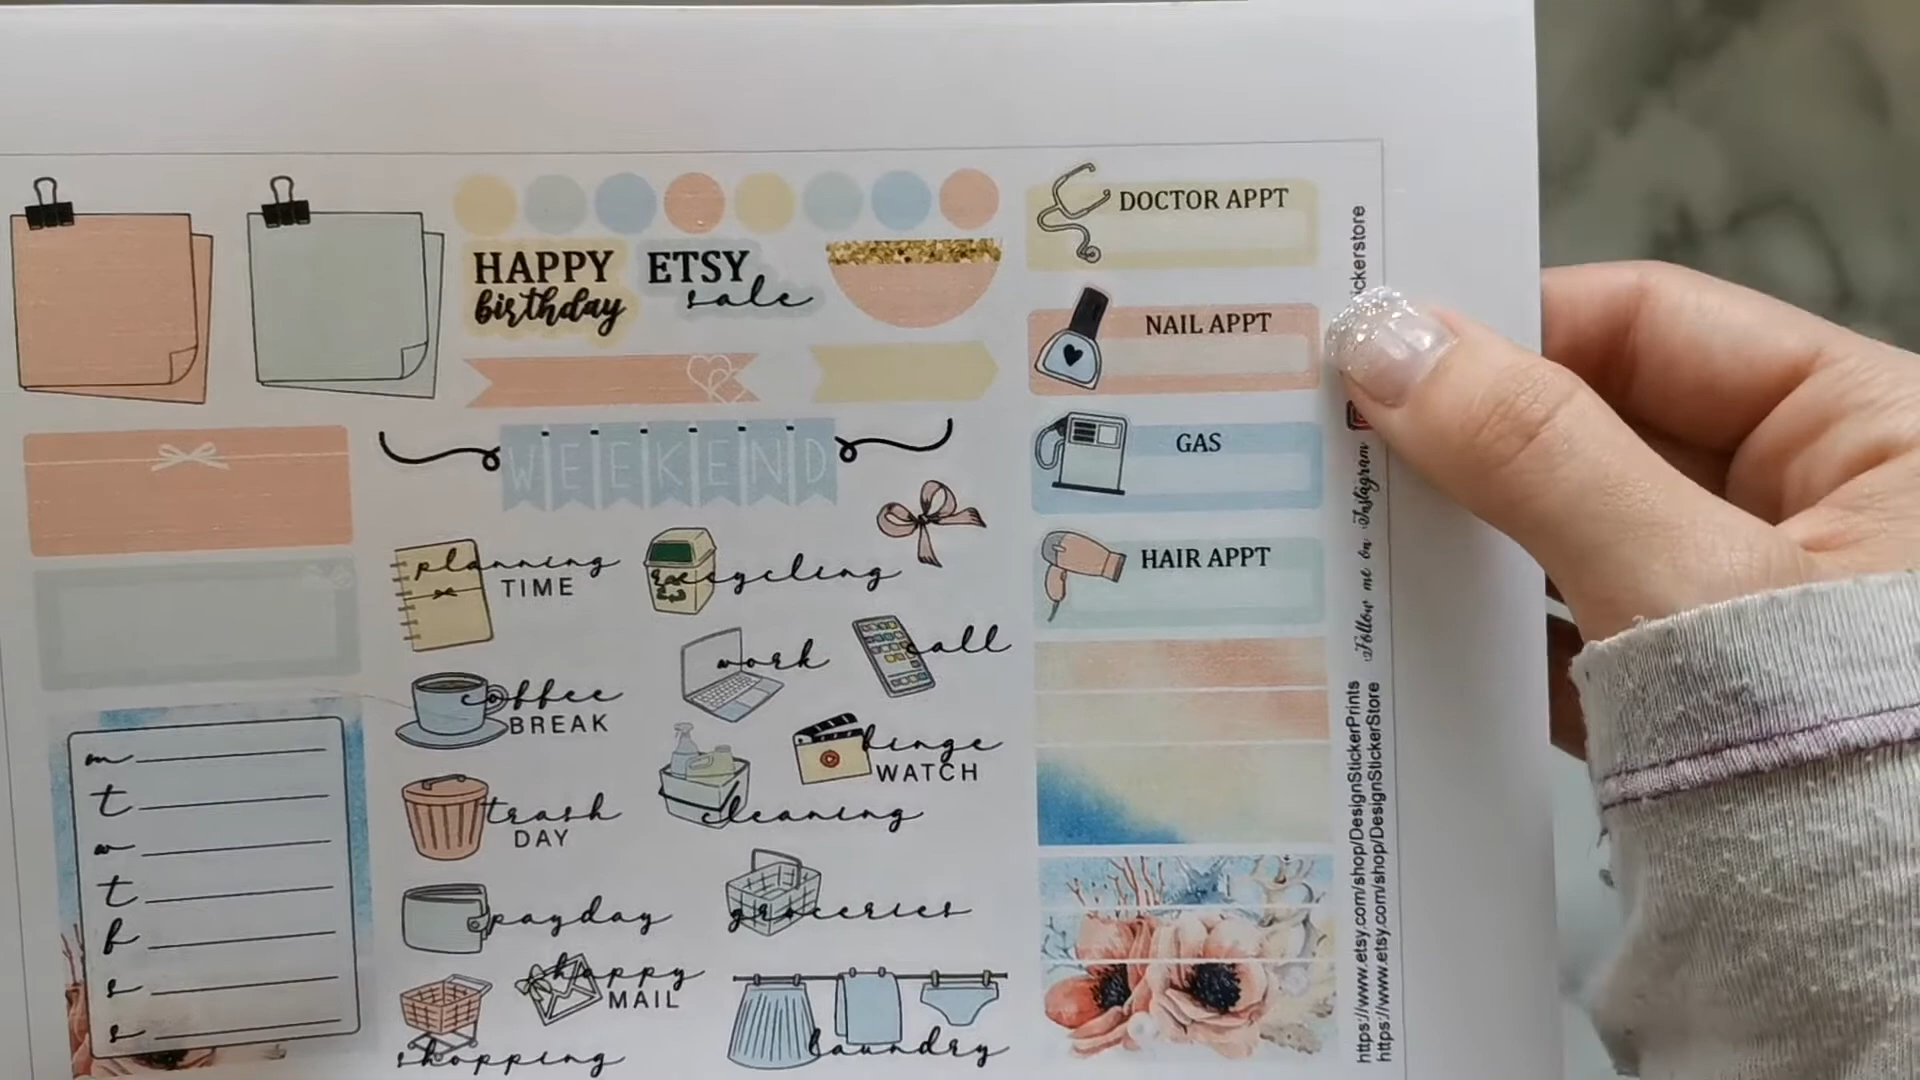 HAPPY
birthday
ETSY
sale
WEEKEND
planning
TIME
recycling
work
call
coffee
BREAK
binge
WATCH
trash
DAY
cleaning
payday
groceries
happy
MAIL
shopping
laundry
m
t
w
t
f
s
s
DOCTOR APPT
NAIL APPT
GAS
HAIR APPT
ickerstore
Follow me on Instagram
https://www.etsy.com/shop/DesignStickerPrints
https://www.etsy.com/shop/DesignStickerStore